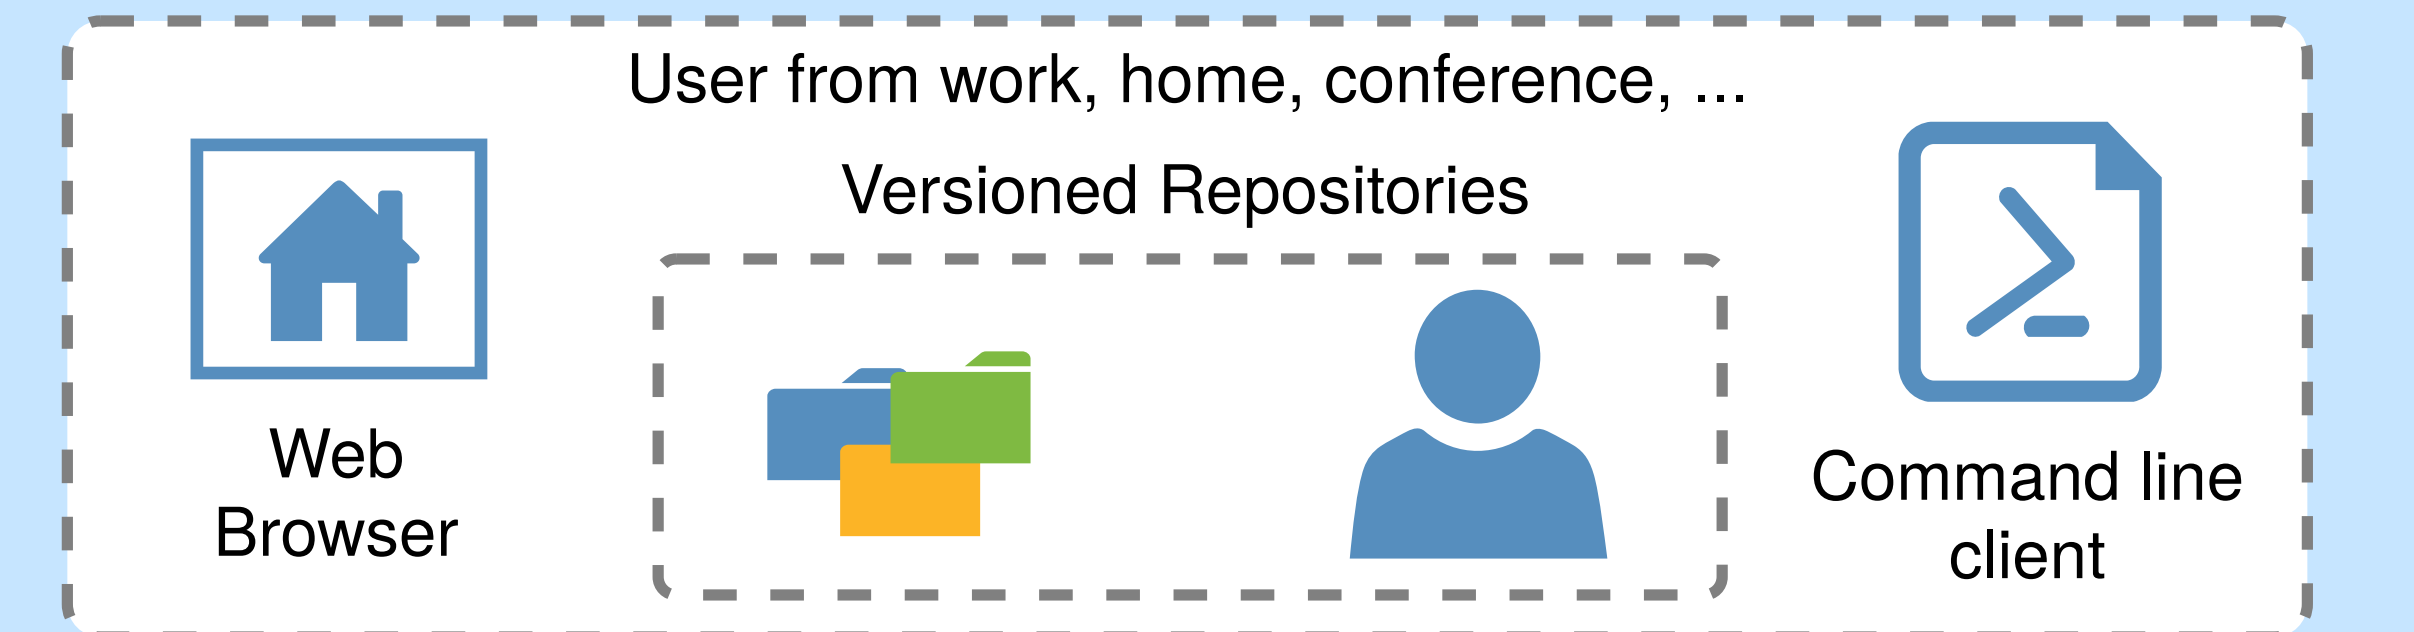 User from work, home, conference, ...
Versioned Repositories
Web
Browser
Command line
client